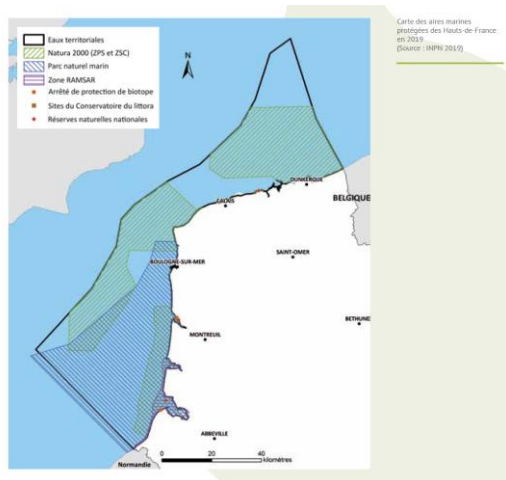 Eaux territoriales
Natura 2000 (ZPS et ZSC)
Parc naturel marin
Zone RAMSAR
Arrêté de protection de biotope
Sites du Conservatoire du littora
Réserves naturelles nationales
N
Carte des aires marines
protégées des Hauts-de-France
en 2019
(Source : INPN 2019)
DUNKERQUE
CALAIS
BELGIQUE
SAINT-OMER
BOULOGNE-SUR-MER
BETHUNE
MONTREUIL
ABBEVILLE
Normandie
0 20 40
kilomètres